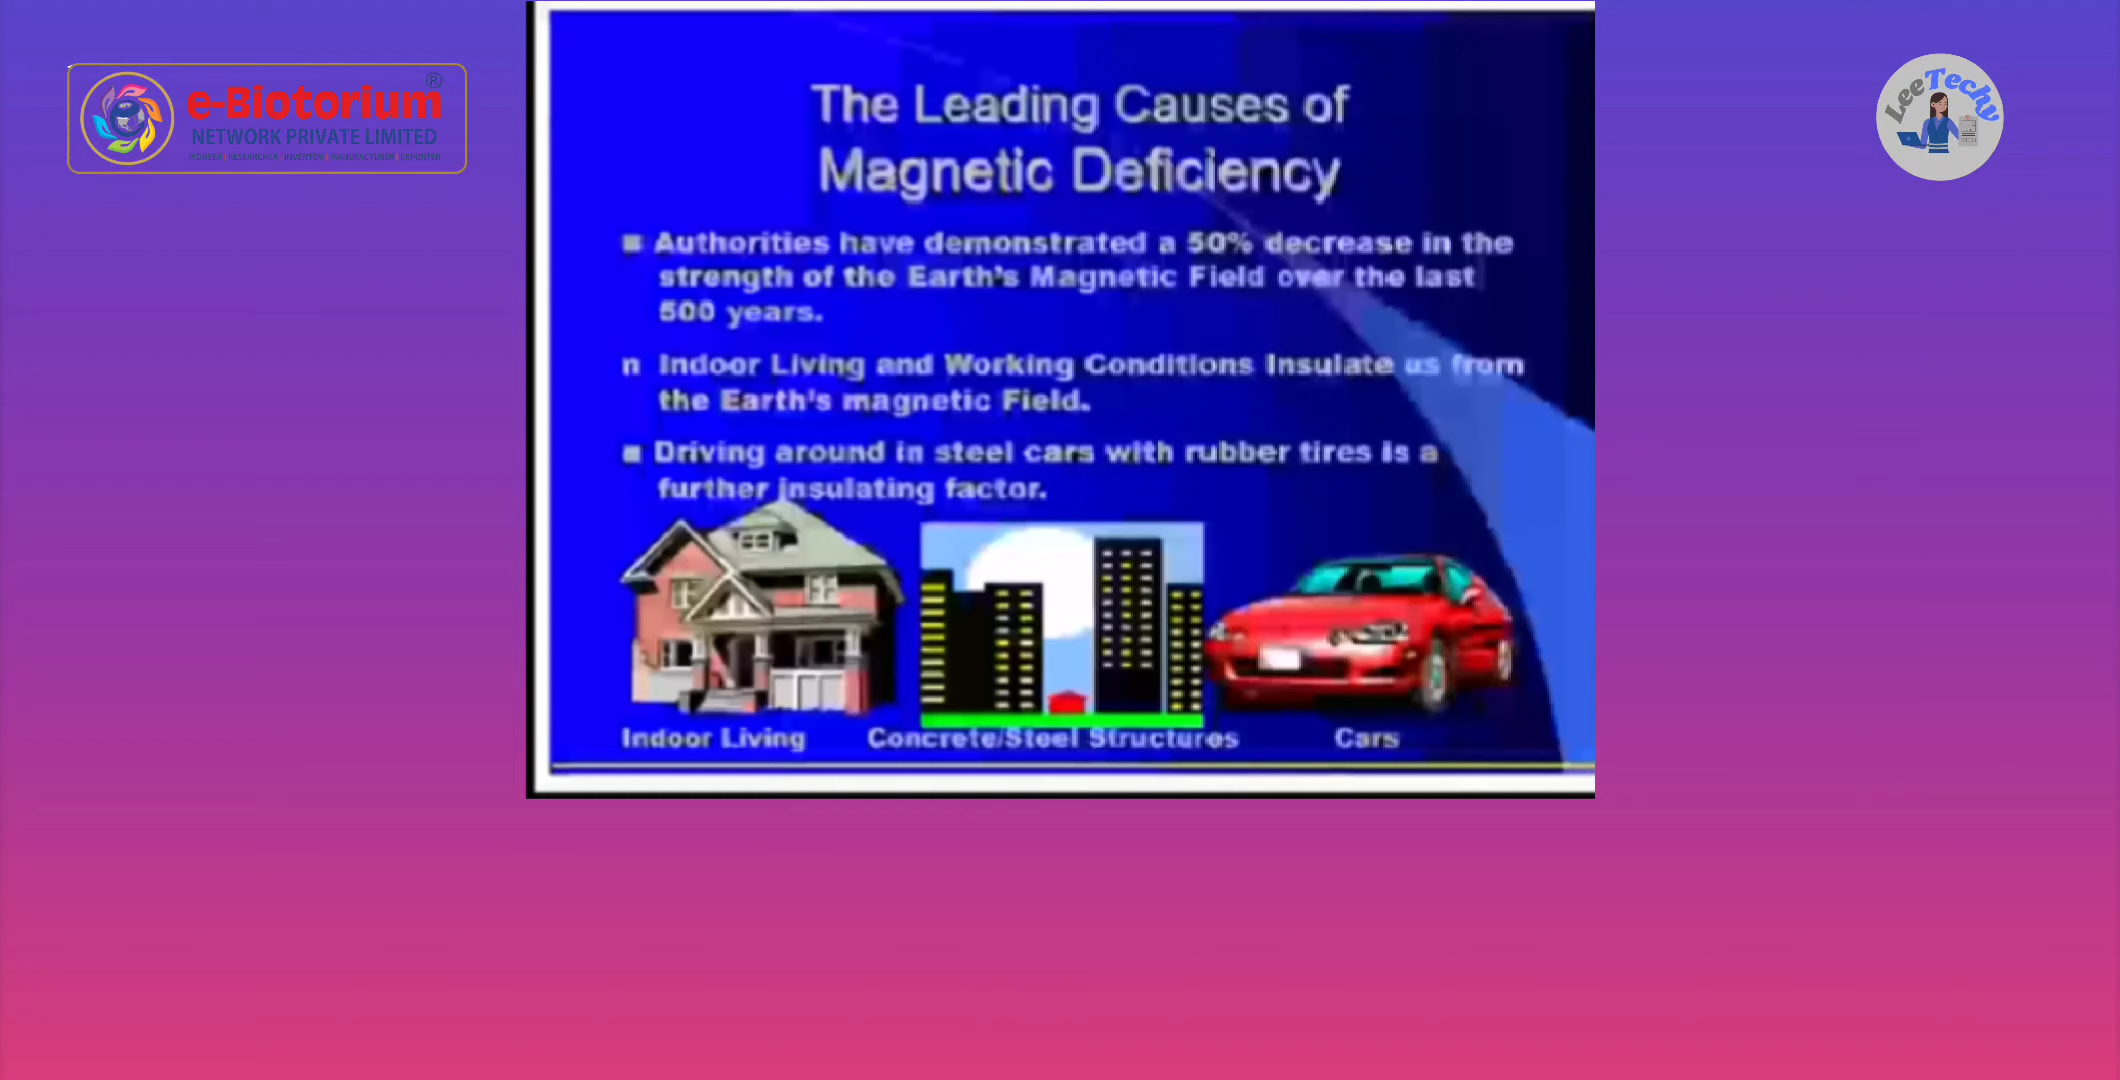 e-Biotorium®
NETWORK PRIVATE LIMITED
PIONEER RESEARCHER INVENTOR MANUFACTURER EXPORTER
LeeTechy
The Leading Causes of
Magnetic Deficiency
■ Authorities have demonstrated a 50% decrease in the
strength of the Earth's Magnetic Field over the last
500 years.
n Indoor Living and Working Conditions Insulate us from
the Earth's magnetic Field.
■ Driving around in steel cars with rubber tires is a
further insulating factor.
Indoor Living
Concrete/Steel Structures
Cars